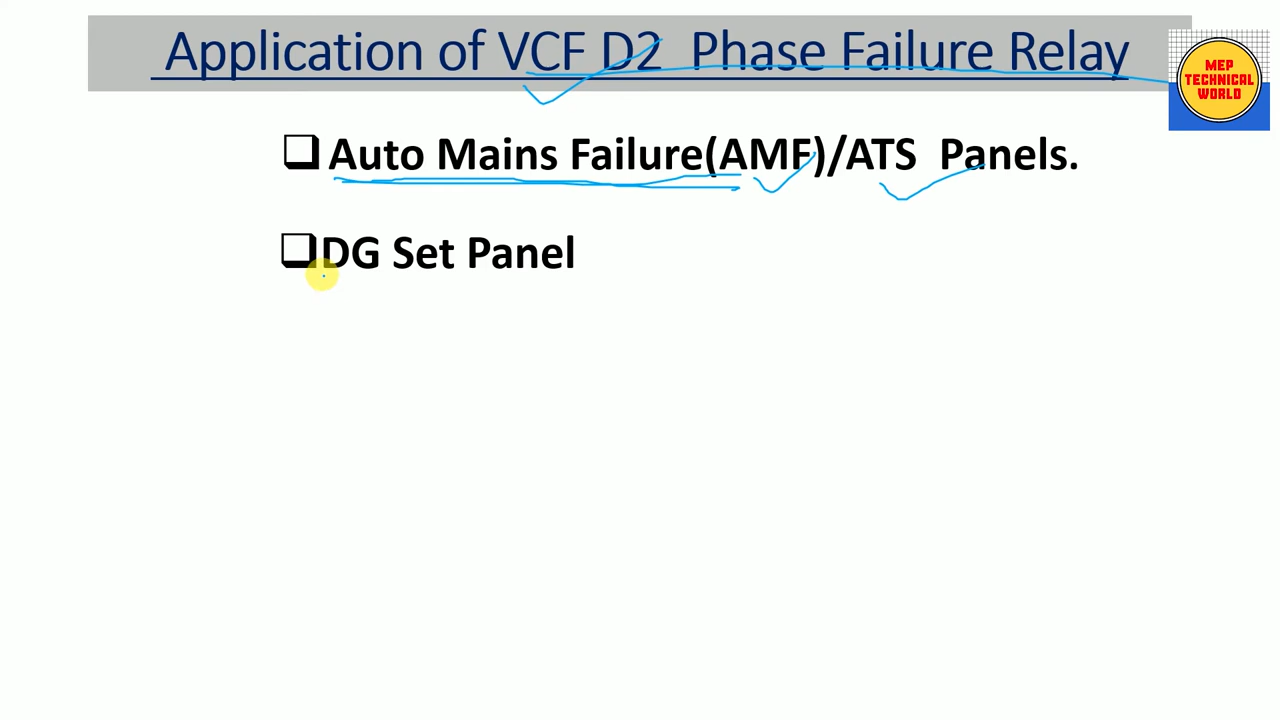 Application of VCF D2 Phase Failure Relay
MEP
TECHNICAL
WORLD
Auto Mains Failure(AMF)/ATS Panels.
DG Set Panel